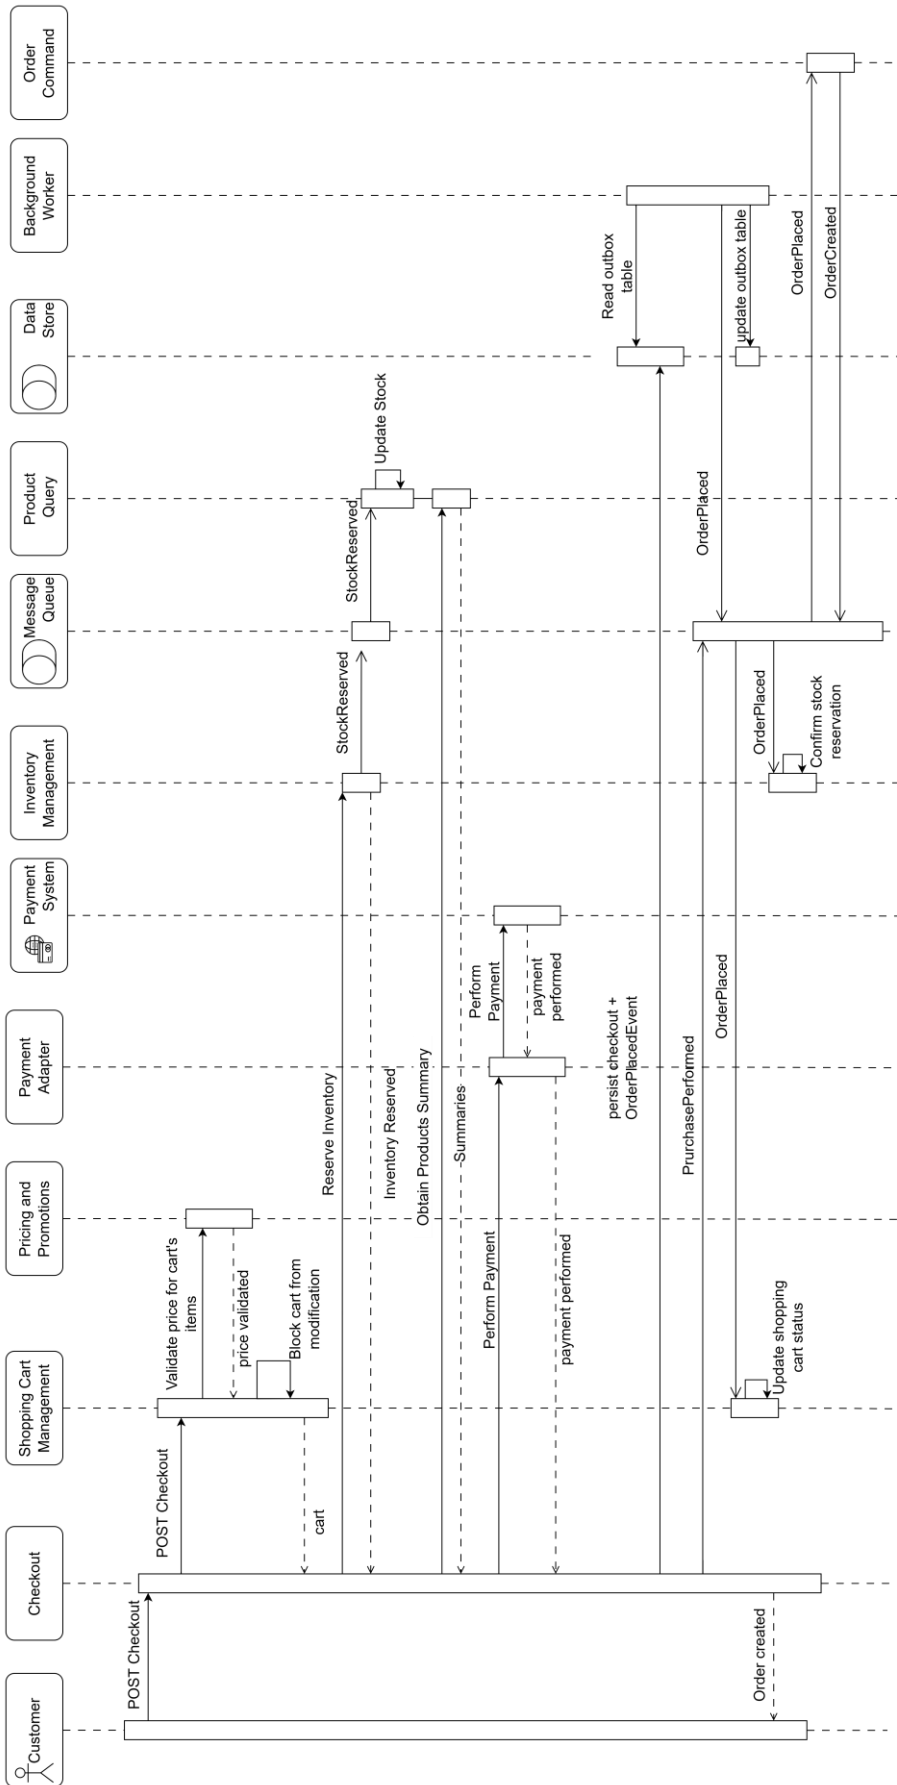 Customer
Checkout
Shopping Cart
Management
Pricing and
Promotions
Payment
Adapter
Payment
System
Inventory
Management
Message
Queue
Product
Query
Data
Store
Background
Worker
Order
Command
POST Checkout
POST Checkout
Validate price for cart's
items
price validated
Block cart from
modification
cart
Reserve Inventory
StockReserved
StockReserved
Inventory Reserved
Update Stock
Obtain Products Summary
Summaries
Perform Payment
Perform
Payment
payment
performed
payment performed
Read outbox
table
persist checkout +
OrderPlacedEvent
PrurchasePerformed
OrderPlaced
OrderPlaced
update outbox table
OrderPlaced
Update shopping
cart status
Order created
Confirm stock
reservation
OrderPlaced
OrderCreated